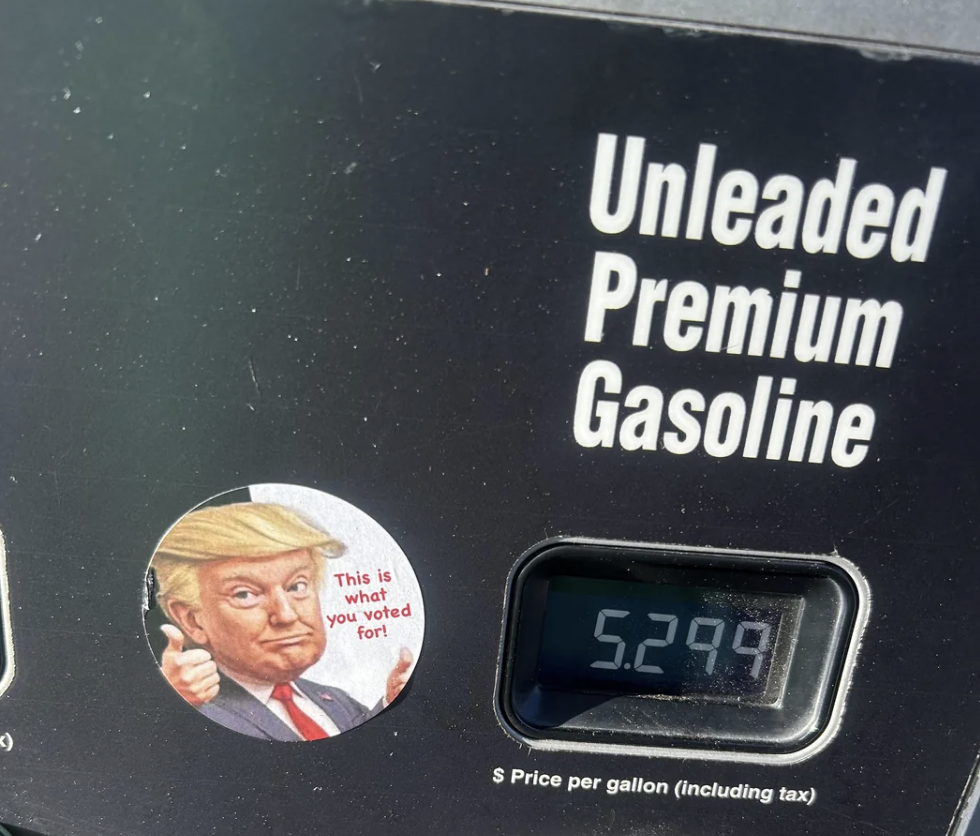 Unleaded
Premium
Gasoline
This is
what
you voted
for!
5.299
$ Price per gallon (including tax)